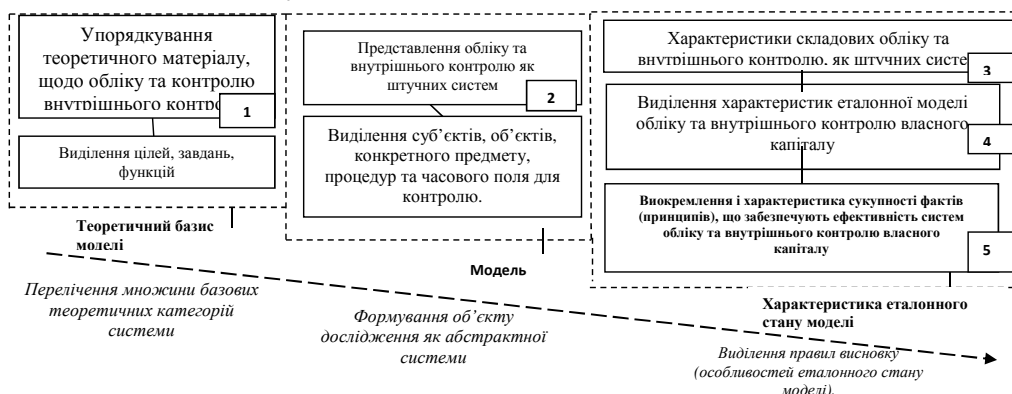 Упорядкування
теоретичного матеріалу,
щодо обліку та контролю
внутрішнього
1
Виділення цілей, завдань,
функцій
Теоретичний базис
моделі
Перелічення множини базових
теоретичних категорій
системи
Представлення обліку та
внутрішнього контролю як
штучних систем
2
Виділення суб’єктів, об’єктів,
конкретного предмету,
процедур та часового поля для
контролю.
Модель
Формування об’єкту
дослідження як абстрактної
системи
Характеристики складових обліку та
внутрішнього контролю. як штучних
3
Виділення характеристик еталонної моделі
обліку та внутрішнього контролю власного
капіталу
4
Виокремлення і характеристика сукупності фактів
(принципів), що забезпечують ефективність систем
обліку та внутрішнього контролю власного
капіталу
5
Характеристика еталонного
стану моделі
Виділення правил висновку
(особливостей еталонного стану
моделі).